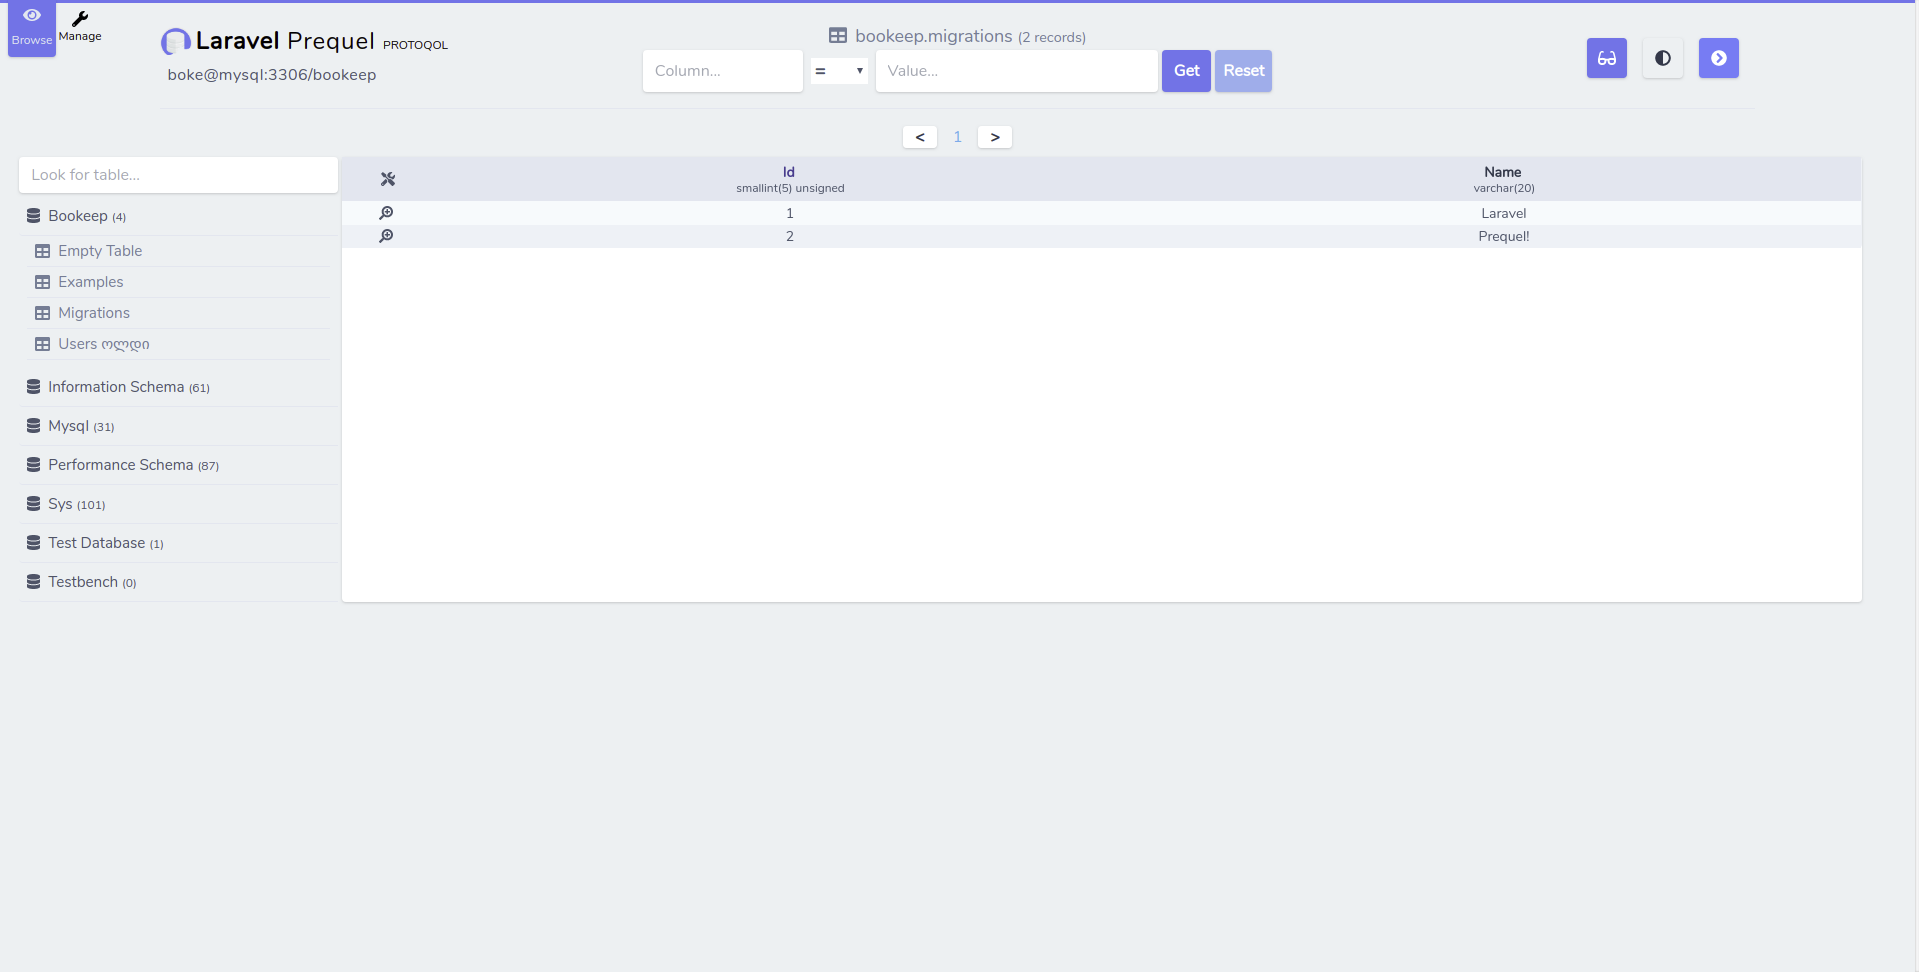 Browse
Manage
Laravel Prequel PROTOQOL
boke@mysql:3306/bookeep
bookeep.migrations (2 records)
Column...
=
Value...
Get
Reset
< 1 >
Look for table...
Bookeep (4)
Empty Table
Examples
Migrations
Users ოლდი
Information Schema (61)
Mysql (31)
Performance Schema (87)
Sys (101)
Test Database (1)
Testbench (0)
Id Name
smallint(5) unsigned varchar(20)
1 Laravel
2 Prequel!